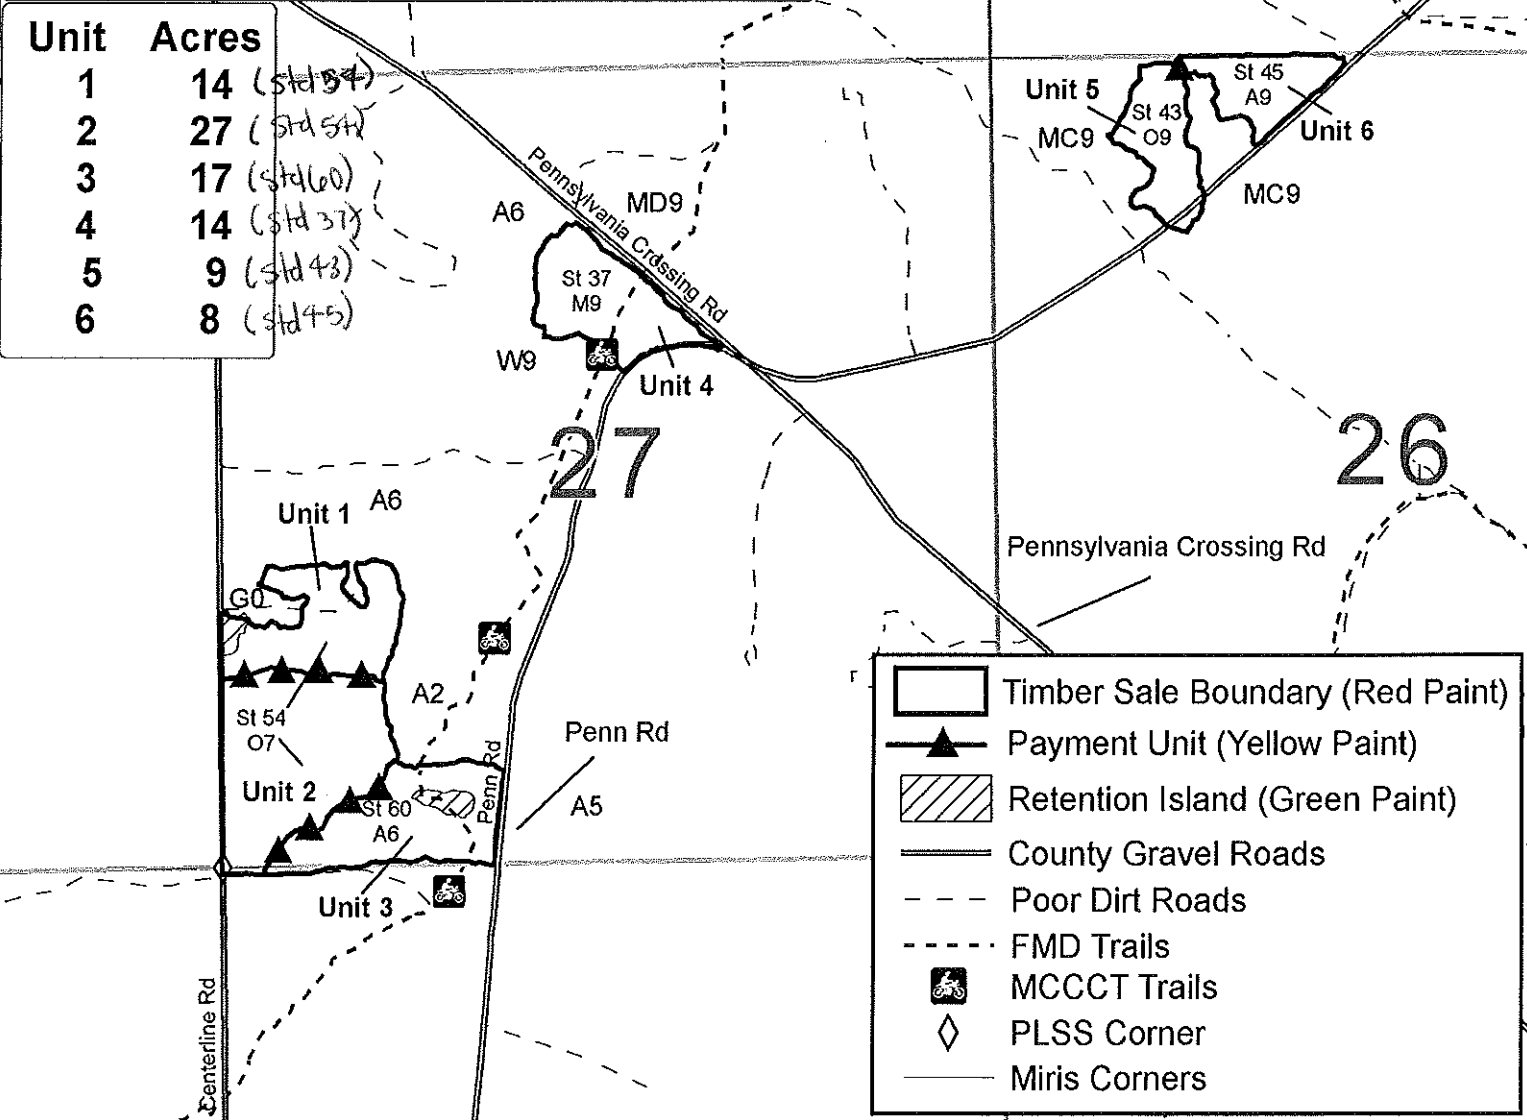 Unit Acres
1 14 (std 54)
2 27 (std 54)
3 17 (std 60)
4 14 (std 37)
5 9 (std 43)
6 8 (std 45)
Unit 5
St 45
A9
St 43
O9
Unit 6
MC9
MC9
Pennsylvania Crossing Rd
MD9
A6
St 37
M9
W9
Unit 4
27
26
A6
Unit 1
Pennsylvania Crossing Rd
G0
A2
St 54
O7
Penn Rd
Penn Rd
Unit 2
St 60
A6
A5
Unit 3
Centerline Rd
Timber Sale Boundary (Red Paint)
Payment Unit (Yellow Paint)
Retention Island (Green Paint)
County Gravel Roads
Poor Dirt Roads
FMD Trails
MCCCT Trails
PLSS Corner
Miris Corners